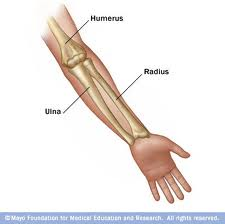 Humerus
Radius
Ulna
©Mayo Foundation for Medical Education and Research. All rights reserved.